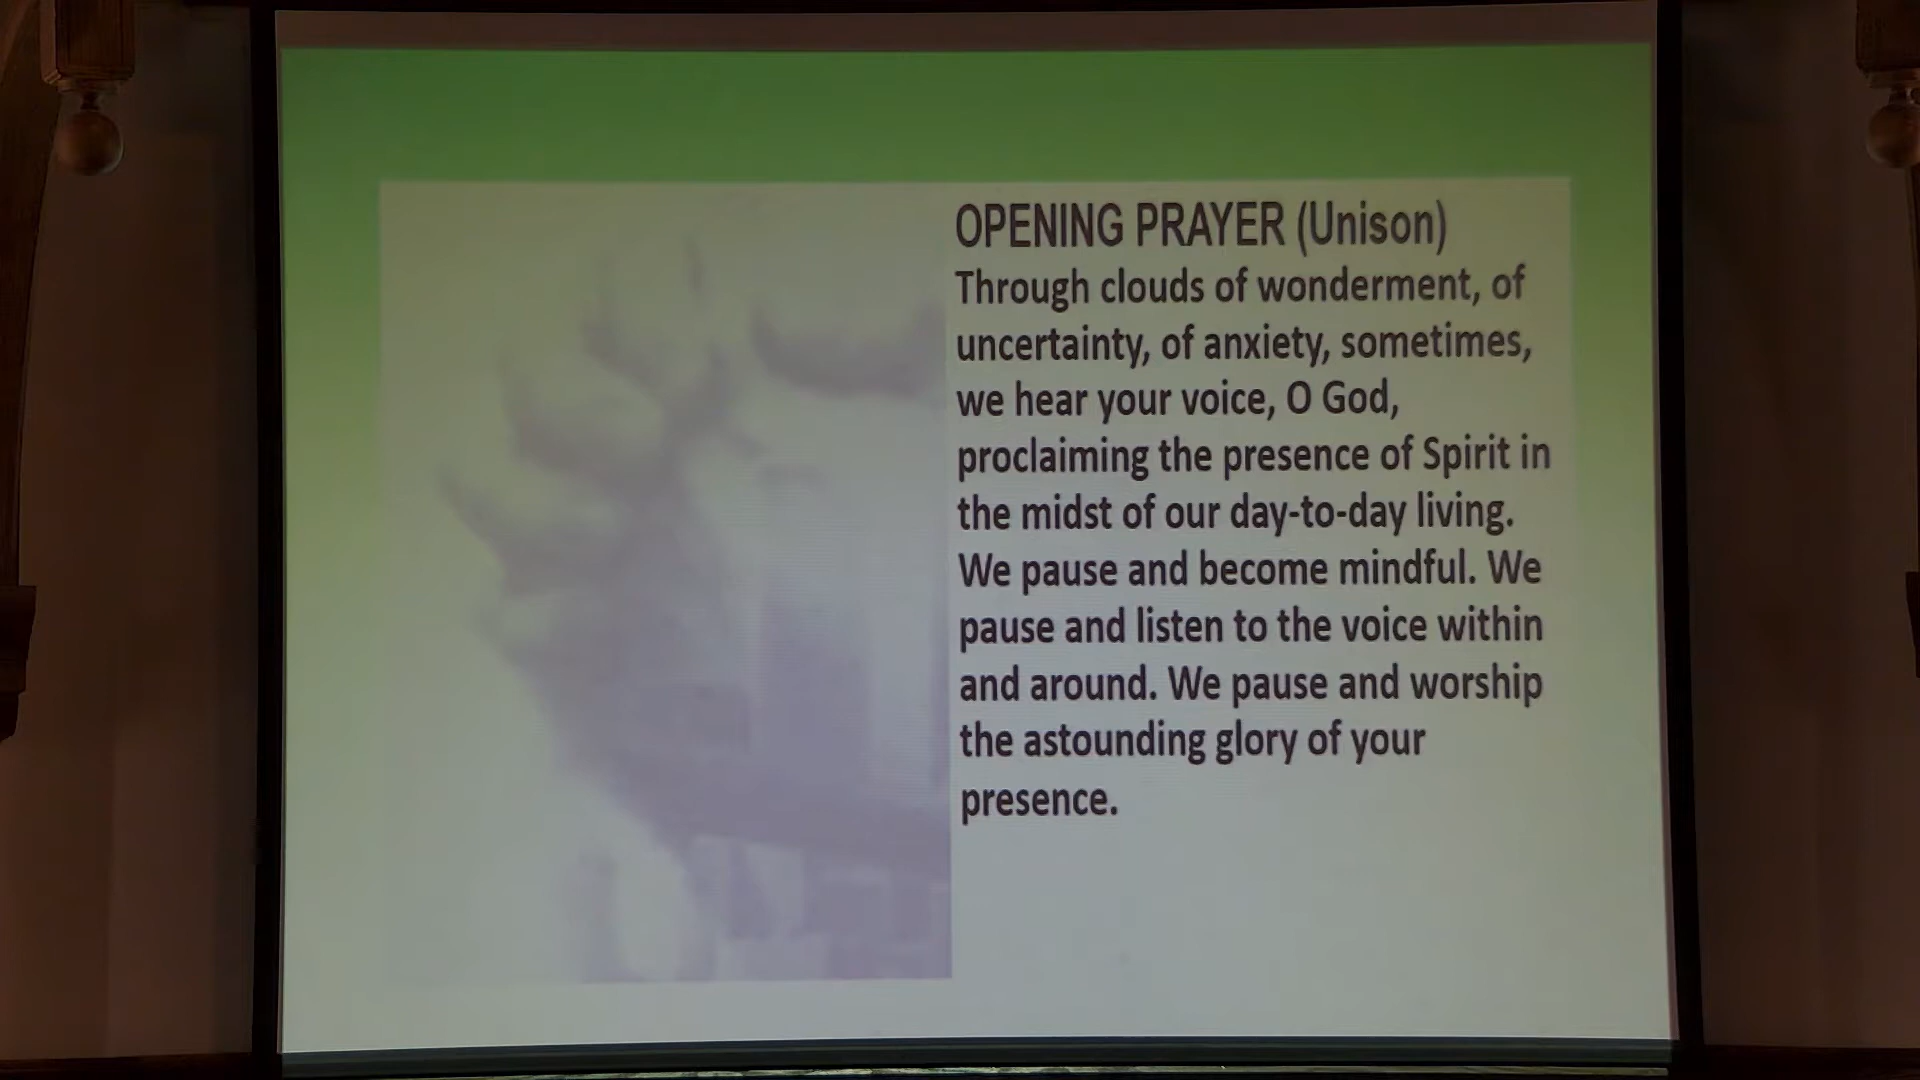 OPENING PRAYER (Unison)
Through clouds of wonderment, of
uncertainty, of anxiety, sometimes,
we hear your voice, O God,
proclaiming the presence of Spirit in
the midst of our day-to-day living.
We pause and become mindful. We
pause and listen to the voice within
and around. We pause and worship
the astounding glory of your
presence.